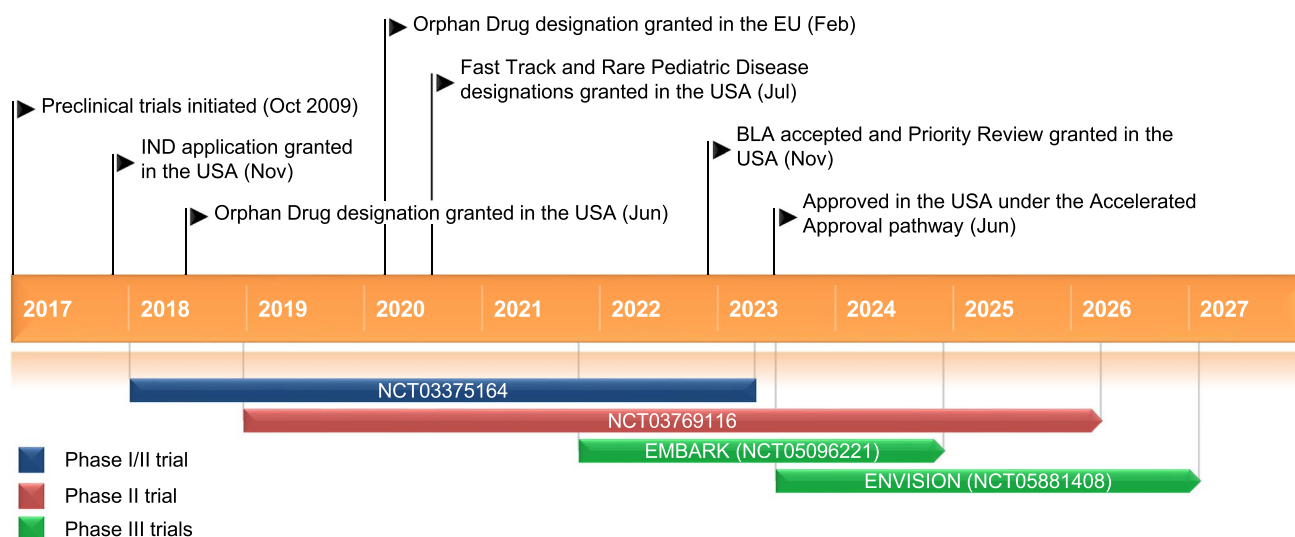 Orphan Drug designation granted in the EU (Feb)
Fast Track and Rare Pediatric Disease
designations granted in the USA (Jul)
Preclinical trials initiated (Oct 2009)
IND application granted
in the USA (Nov)
BLA accepted and Priority Review granted in the
USA (Nov)
Orphan Drug designation granted in the USA (Jun)
Approved in the USA under the Accelerated
Approval pathway (Jun)
2017 2018 2019 2020 2021 2022 2023 2024 2025 2026 2027
NCT03375164
NCT03769116
EMBARK (NCT05096221)
ENVISION (NCT05881408)
Phase I/II trial
Phase II trial
Phase III trials